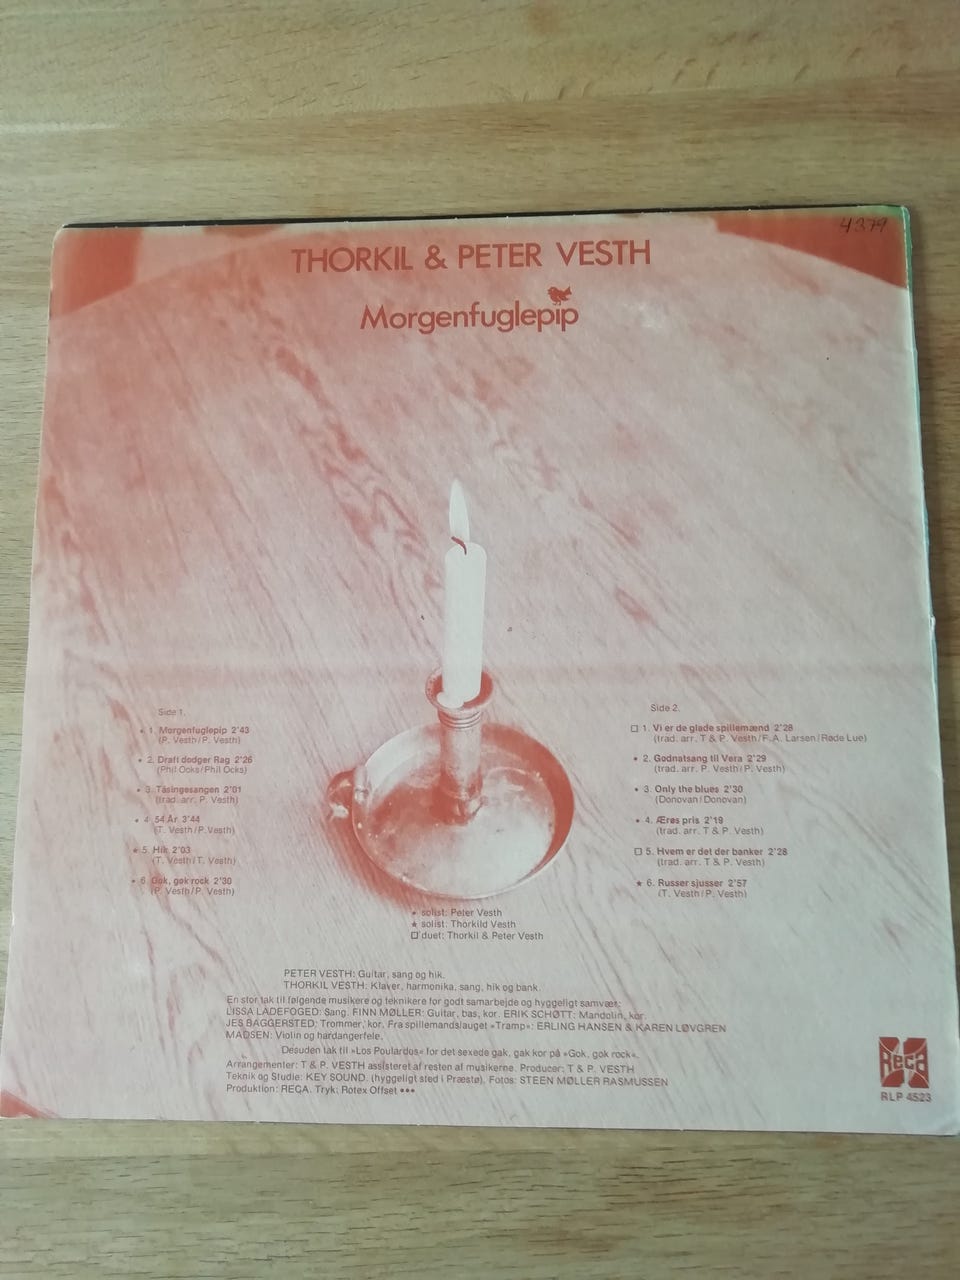 4379
THORKIL & PETER VESTH
Morgenfuglepip
Side 1.
• 1. Morgenfuglepip 2'43
(P. Vesth/P. Vesth)
• 2. Draft dodger Rag 2'26
(Phil Ocks/Phil Ocks)
• 3. Tåsingesangen 2'01
(trad. arr. P. Vesth)
• 4. 54 År 3'44
(T. Vesth/P. Vesth)
★ 5. Hik 2'03
(T. Vesth/T. Vesth)
• 6. Gok, gok rock 2'30
(P. Vesth/P. Vesth)
Side 2.
□ 1. Vi er de glade spillemænd 2'28
(trad. arr. T & P. Vesth/F.A. Larsen/Røde Lue)
• 2. Godnatsang til Vera 2'29
(trad. arr. P. Vesth/P. Vesth)
• 3. Only the blues 2'30
(Donovan/Donovan)
• 4. Ærøs pris 2'19
(trad. arr. T & P. Vesth)
□ 5. Hvem er det der banker 2'28
(trad. arr. T & P. Vesth)
★ 6. Russer sjusser 2'57
(T. Vesth/P. Vesth)
• solist: Peter Vesth
★ solist: Thorkild Vesth
□ duet: Thorkil & Peter Vesth
PETER VESTH: Guitar, sang og hik.
THORKIL VESTH: Klaver, harmonika, sang, hik og bank.
En stor tak til følgende musikere og teknikere for godt samarbejde og hyggeligt samvær:
LISSA LADEFOGED: Sang. FINN MØLLER: Guitar, bas, kor. ERIK SCHØTT: Mandolin, kor.
JES BAGGERSTED: Trommer, kor. Fra spillemandslauget »Tramp«: ERLING HANSEN & KAREN LØVGREN
MADSEN: Violin og hardangerfele.
Desuden tak til »Los Poulardos« for det sexede gak, gak kor på »Gok, gok rock«.
Arrangementer: T & P. VESTH assisteret af resten af musikerne. Producer: T & P. VESTH
Teknik og Studie: KEY SOUND. (hyggeligt sted i Præstø). Fotos: STEEN MØLLER RASMUSSEN
Produktion: RECA. Tryk: Rotex Offset •••
Reca
RLP 4523